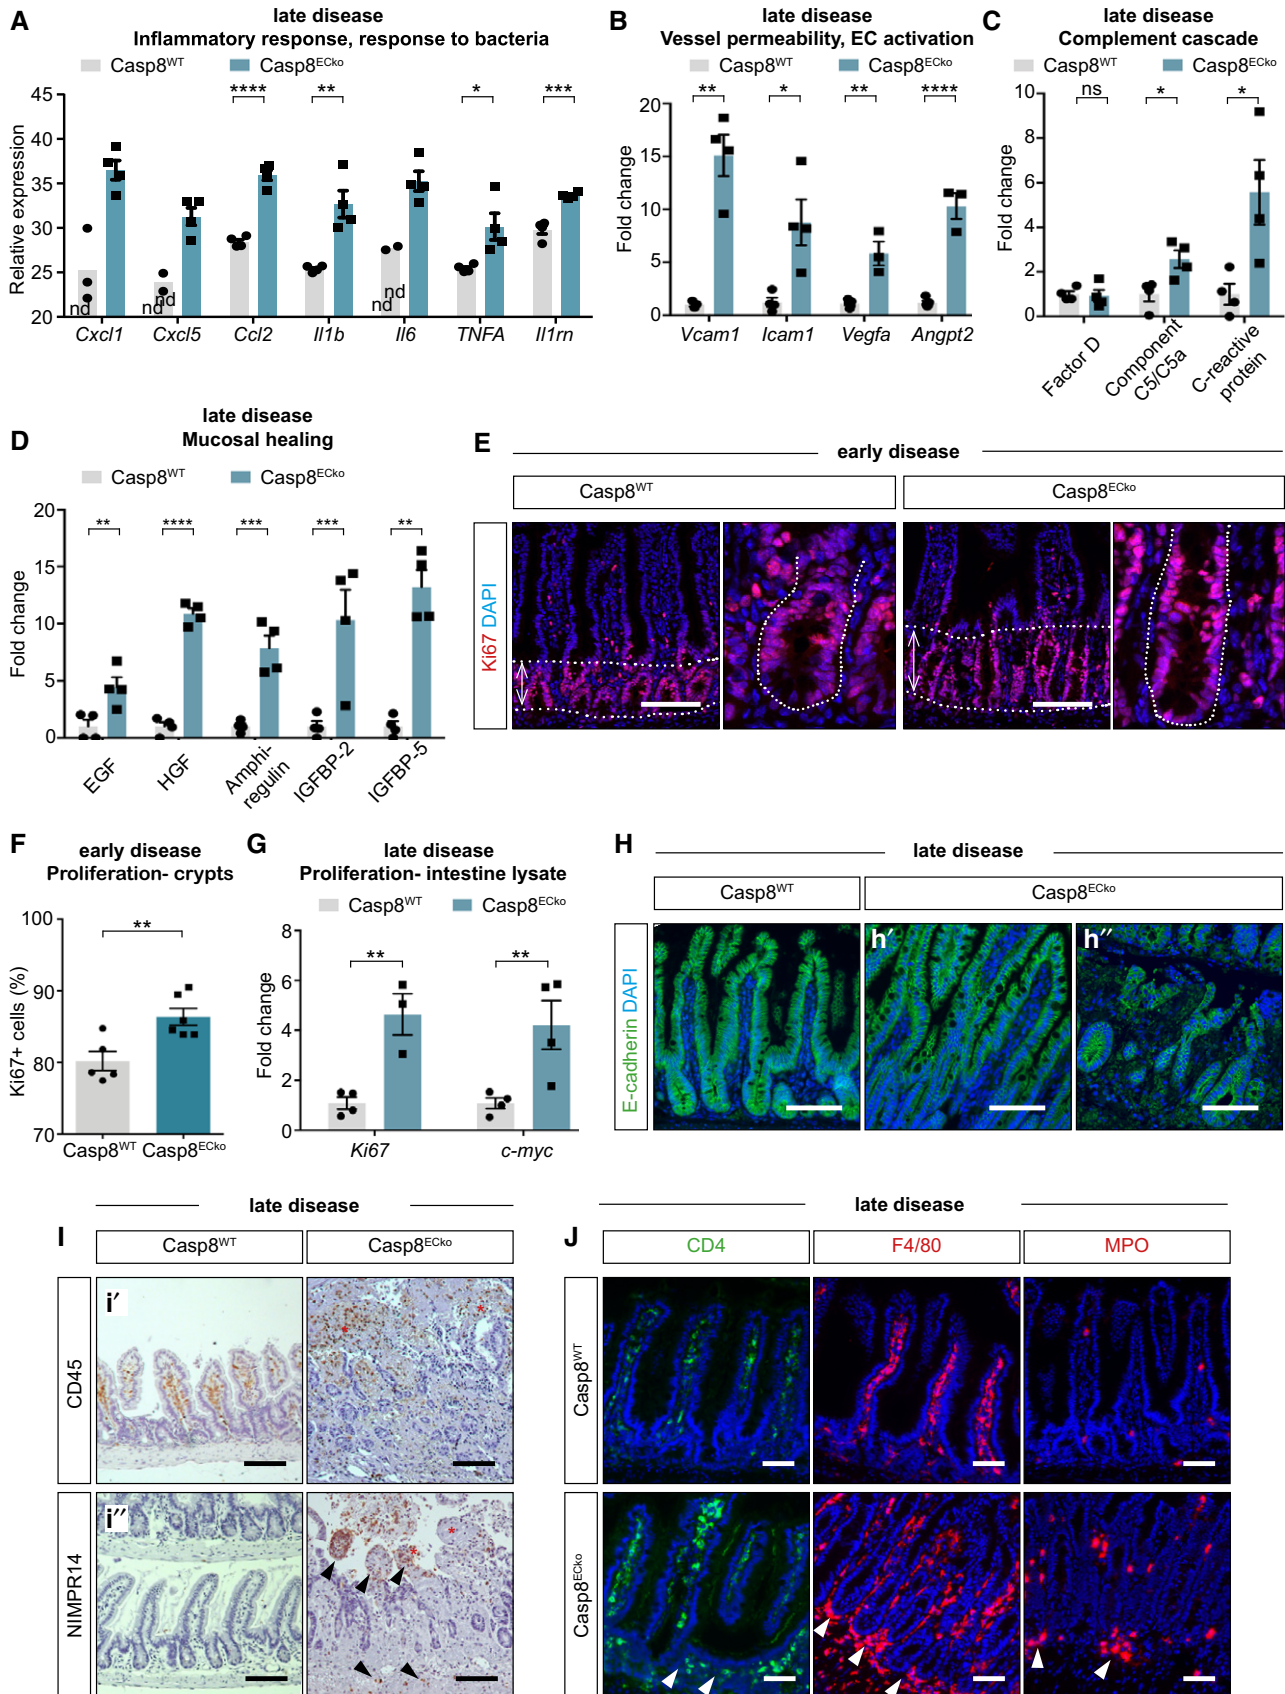 A
late disease
Inflammatory response, response to bacteria
Casp8WT Casp8ECko
**** ** * ***
Relative expression
45
40
35
30
25
20
nd nd nd nd nd
Cxcl1 Cxcl5 Ccl2 Il1b Il6 TNFA Il1rn
B
late disease
Vessel permeability, EC activation
Casp8WT Casp8ECko
** * ** ****
Fold change
20
15
10
5
0
Vcam1 Icam1 Vegfa Angpt2
C
late disease
Complement cascade
Casp8WT Casp8ECko
ns * *
Fold change
10
8
6
4
2
0
Factor D
Component
C5/C5a
C-reactive
protein
D
late disease
Mucosal healing
Casp8WT Casp8ECko
** **** *** *** **
Fold change
20
15
10
5
0
EGF
HGF
Amphi-
regulin
IGFBP-2
IGFBP-5
E
early disease
Casp8WT Casp8ECko
Ki67 DAPI
F
early disease
Proliferation- crypts
**
Ki67+ cells (%)
100
90
80
70
Casp8WT Casp8ECko
G
late disease
Proliferation- intestine lysate
Casp8WT Casp8ECko
** **
Fold change
8
6
4
2
0
Ki67 c-myc
H
late disease
Casp8WT Casp8ECko
E-cadherin DAPI
h′ h′′
I
late disease
Casp8WT Casp8ECko
CD45
i′
* *
NIMPR14
i′′
* *
J
late disease
CD4 F4/80 MPO
Casp8WT
Casp8ECko